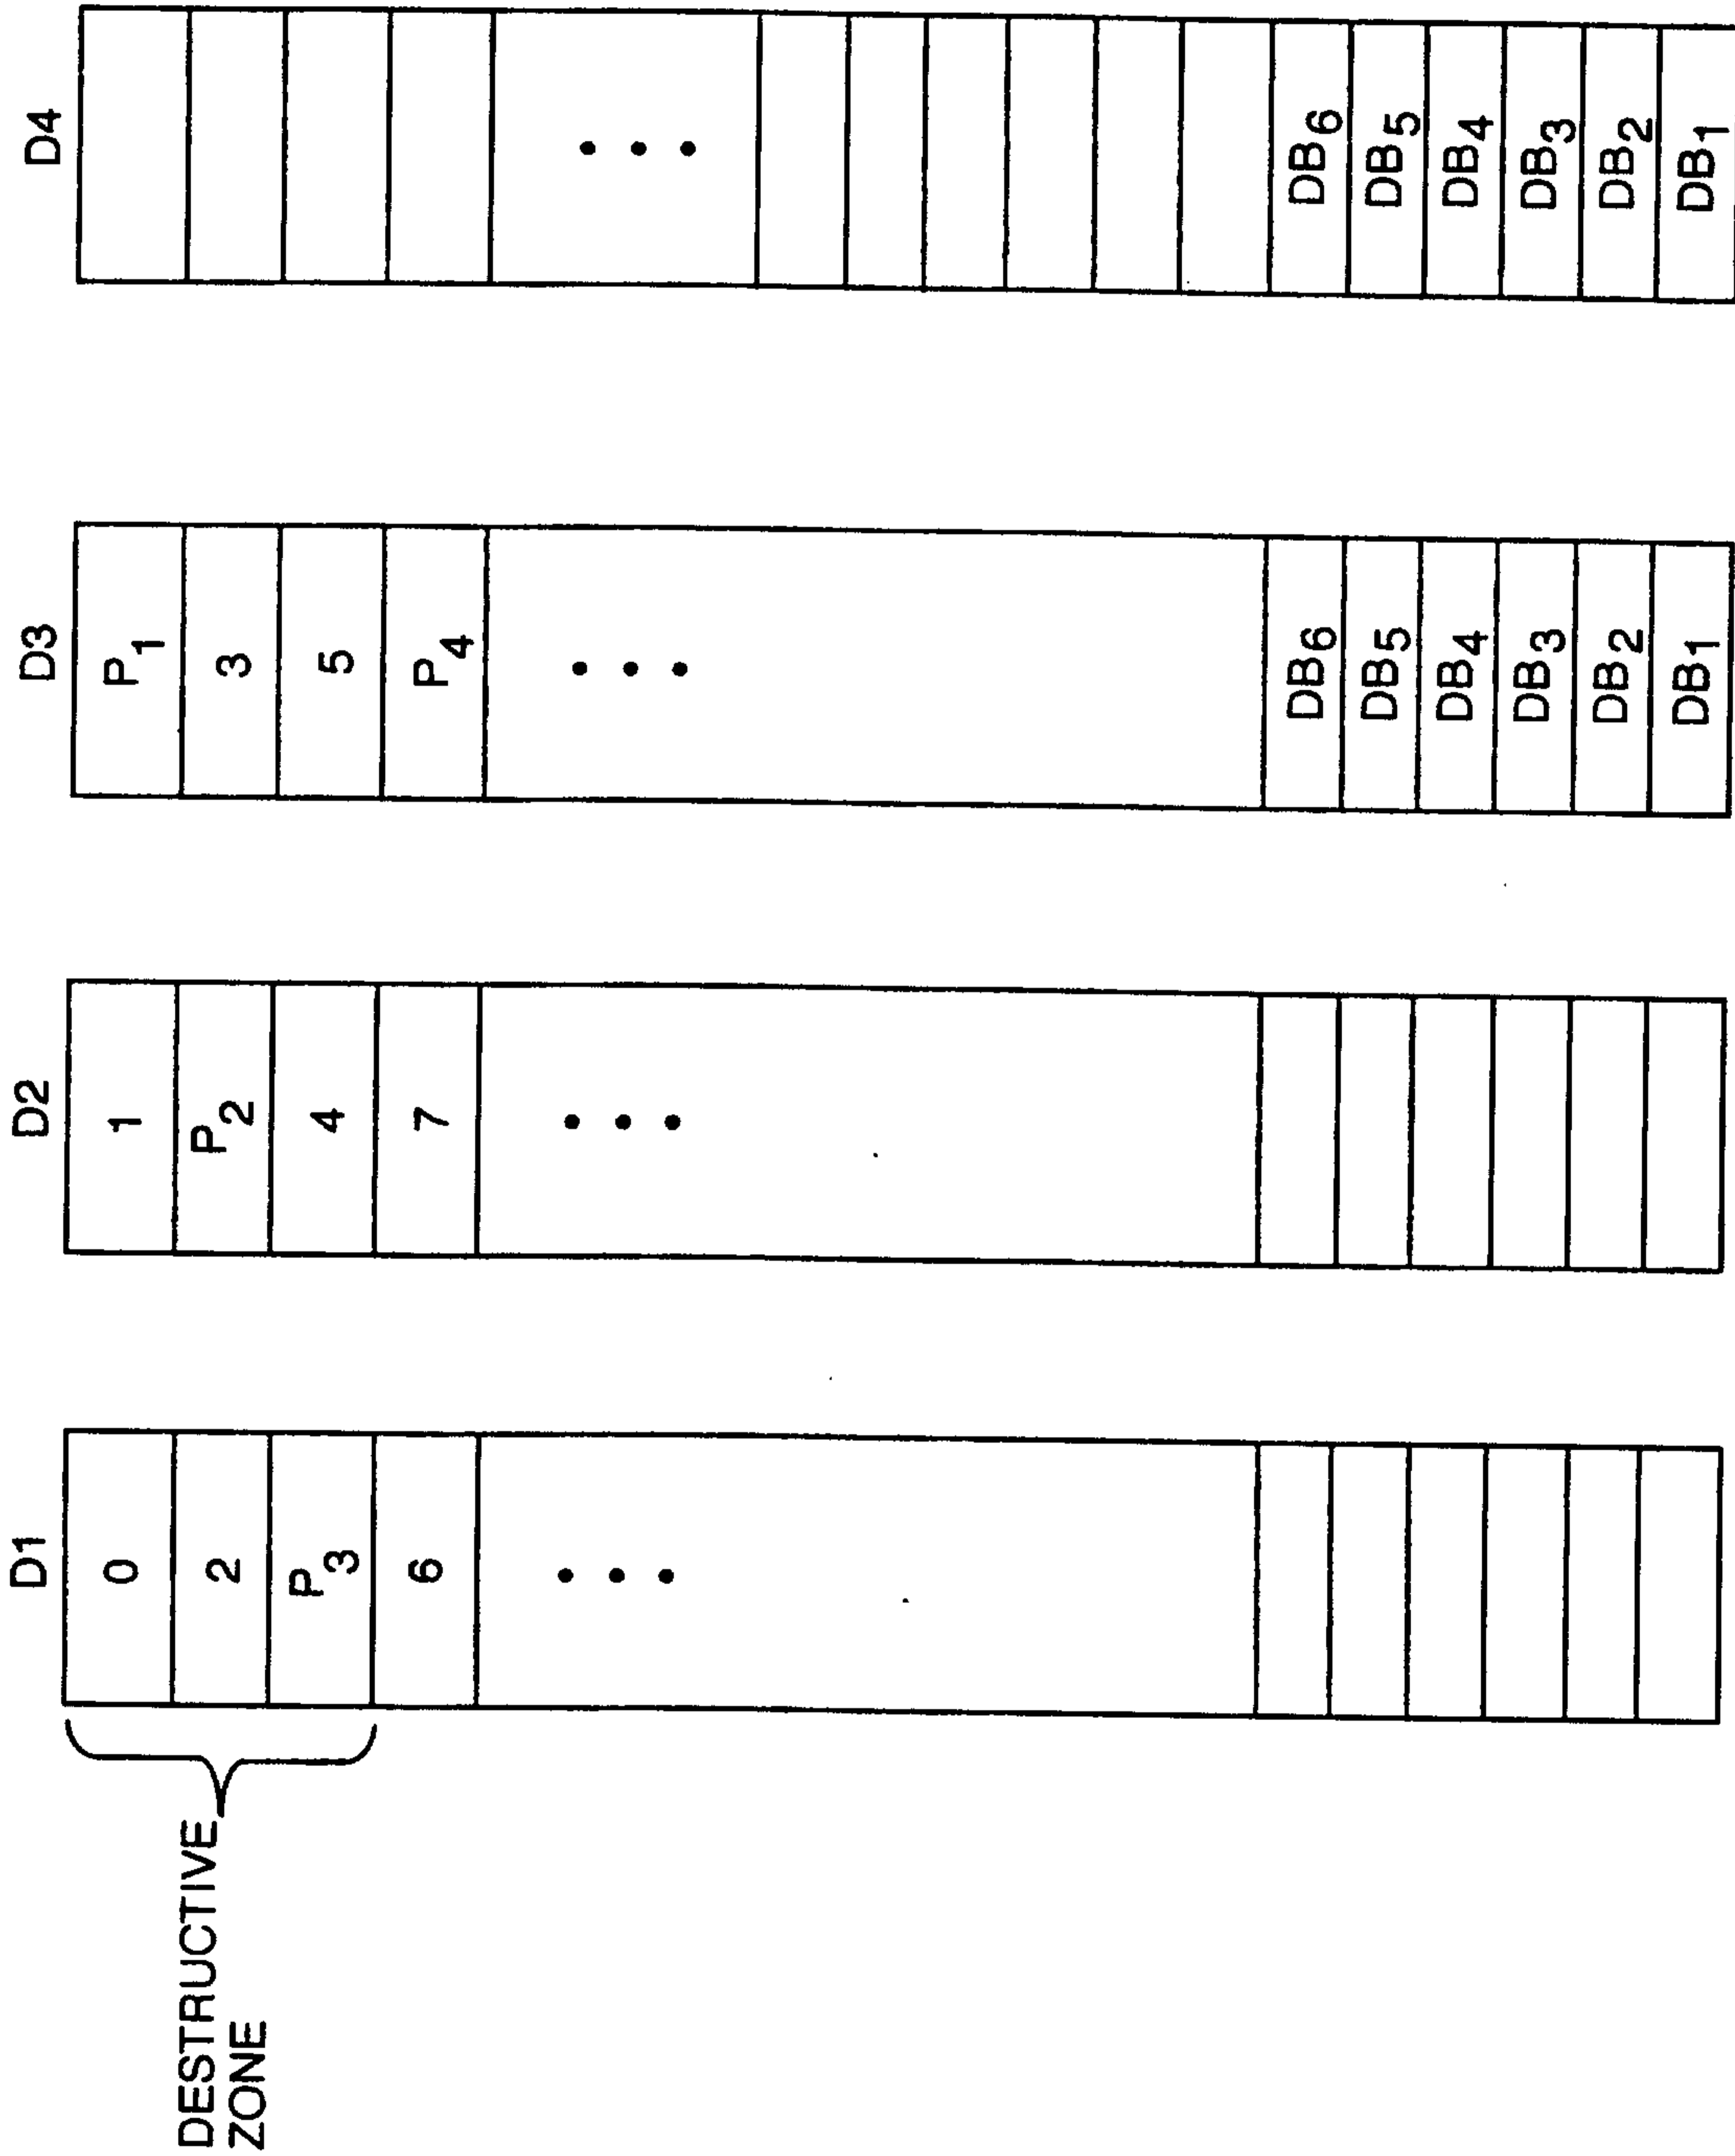 D1 D2 D3 D4
0 1 P1
DESTRUCTIVE
ZONE
2 P2 3
P3 4 5
6 7 P4
DB6 DB6
DB5 DB5
DB4 DB4
DB3 DB3
DB2 DB2
DB1 DB1